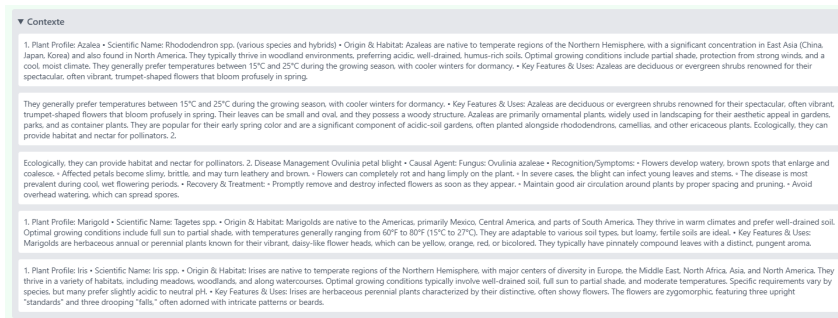 ▼ Contexte
1. Plant Profile: Azalea • Scientific Name: Rhododendron spp. (various species and hybrids) • Origin & Habitat: Azaleas are native to temperate regions of the Northern Hemisphere, with a significant concentration in East Asia (China,
Japan, Korea) and also found in North America. They typically thrive in woodland environments, preferring acidic, well-drained, humus-rich soils. Optimal growing conditions include partial shade, protection from strong winds, and a
cool, moist climate. They generally prefer temperatures between 15°C and 25°C during the growing season, with cooler winters for dormancy. • Key Features & Uses: Azaleas are deciduous or evergreen shrubs renowned for their
spectacular, often vibrant, trumpet-shaped flowers that bloom profusely in spring.
They generally prefer temperatures between 15°C and 25°C during the growing season, with cooler winters for dormancy. • Key Features & Uses: Azaleas are deciduous or evergreen shrubs renowned for their spectacular, often vibrant,
trumpet-shaped flowers that bloom profusely in spring. Their leaves can be small and oval, and they possess a woody structure. Azaleas are primarily ornamental plants, widely used in landscaping for their aesthetic appeal in gardens,
parks, and as container plants. They are popular for their early spring color and are a significant component of acidic-soil gardens, often planted alongside rhododendrons, camellias, and other ericaceous plants. Ecologically, they can
provide habitat and nectar for pollinators. 2.
Ecologically, they can provide habitat and nectar for pollinators. 2. Disease Management Ovulinia petal blight • Causal Agent: Fungus: Ovulinia azaleae • Recognition/Symptoms: ◦ Flowers develop watery, brown spots that enlarge and
coalesce. ◦ Affected petals become slimy, brittle, and may turn leathery and brown. ◦ Flowers can completely rot and hang limply on the plant. ◦ In severe cases, the blight can infect young leaves and stems. ◦ The disease is most
prevalent during cool, wet flowering periods. • Recovery & Treatment: ◦ Promptly remove and destroy infected flowers as soon as they appear. ◦ Maintain good air circulation around plants by proper spacing and pruning. ◦ Avoid
overhead watering, which can spread spores.
1. Plant Profile: Marigold • Scientific Name: Tagetes spp. • Origin & Habitat: Marigolds are native to the Americas, primarily Mexico, Central America, and parts of South America. They thrive in warm climates and prefer well-drained soil.
Optimal growing conditions include full sun to partial shade, with temperatures generally ranging from 60°F to 80°F (15°C to 27°C). They are adaptable to various soil types, but loamy, fertile soils are ideal. • Key Features & Uses:
Marigolds are herbaceous annual or perennial plants known for their vibrant, daisy-like flower heads, which can be yellow, orange, red, or bicolored. They typically have pinnately compound leaves with a distinct, pungent aroma.
1. Plant Profile: Iris • Scientific Name: Iris spp. • Origin & Habitat: Irises are native to temperate regions of the Northern Hemisphere, with major centers of diversity in Europe, the Middle East, North Africa, Asia, and North America. They
thrive in a variety of habitats, including meadows, woodlands, and along watercourses. Optimal growing conditions typically involve well-drained soil, full sun to partial shade, and moderate temperatures. Specific requirements vary by
species, but many prefer slightly acidic to neutral pH. • Key Features & Uses: Irises are herbaceous perennial plants characterized by their distinctive, often showy flowers. The flowers are zygomorphic, featuring three upright
"standards" and three drooping "falls," often adorned with intricate patterns or beards.